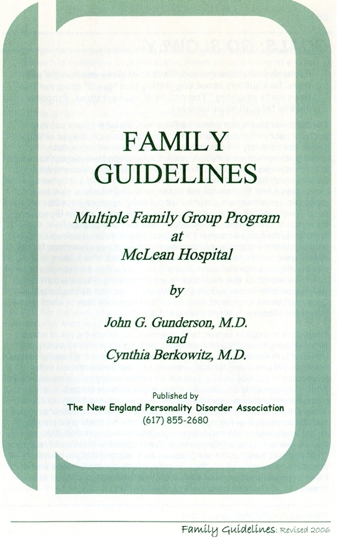 FAMILY
GUIDELINES
Multiple Family Group Program
at
McLean Hospital
by
John G. Gunderson, M.D.
and
Cynthia Berkowitz, M.D.
Published by
The New England Personality Disorder Association
(617) 855-2680
Family Guidelines: Revised 2006